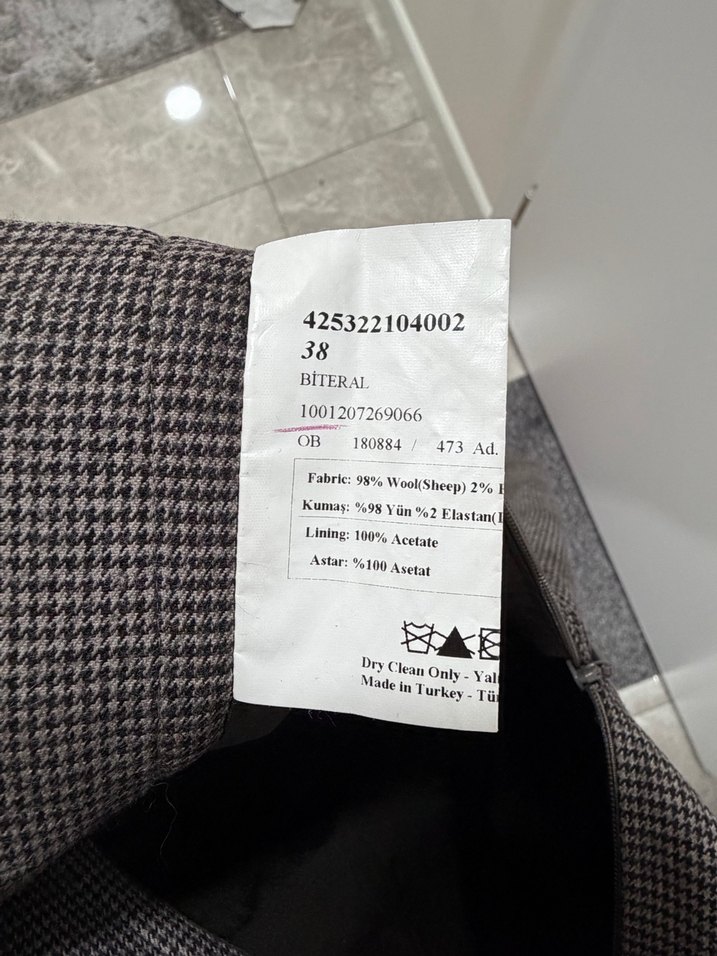 425322104002
38
BİTERAL
1001207269066
OB 180884 / 473 Ad.
Fabric: 98% Wool(Sheep) 2%
Kumaş: %98 Yün %2 Elastan(
Lining: 100% Acetate
Astar: %100 Asetat
Dry Clean Only -
Made in Turkey -